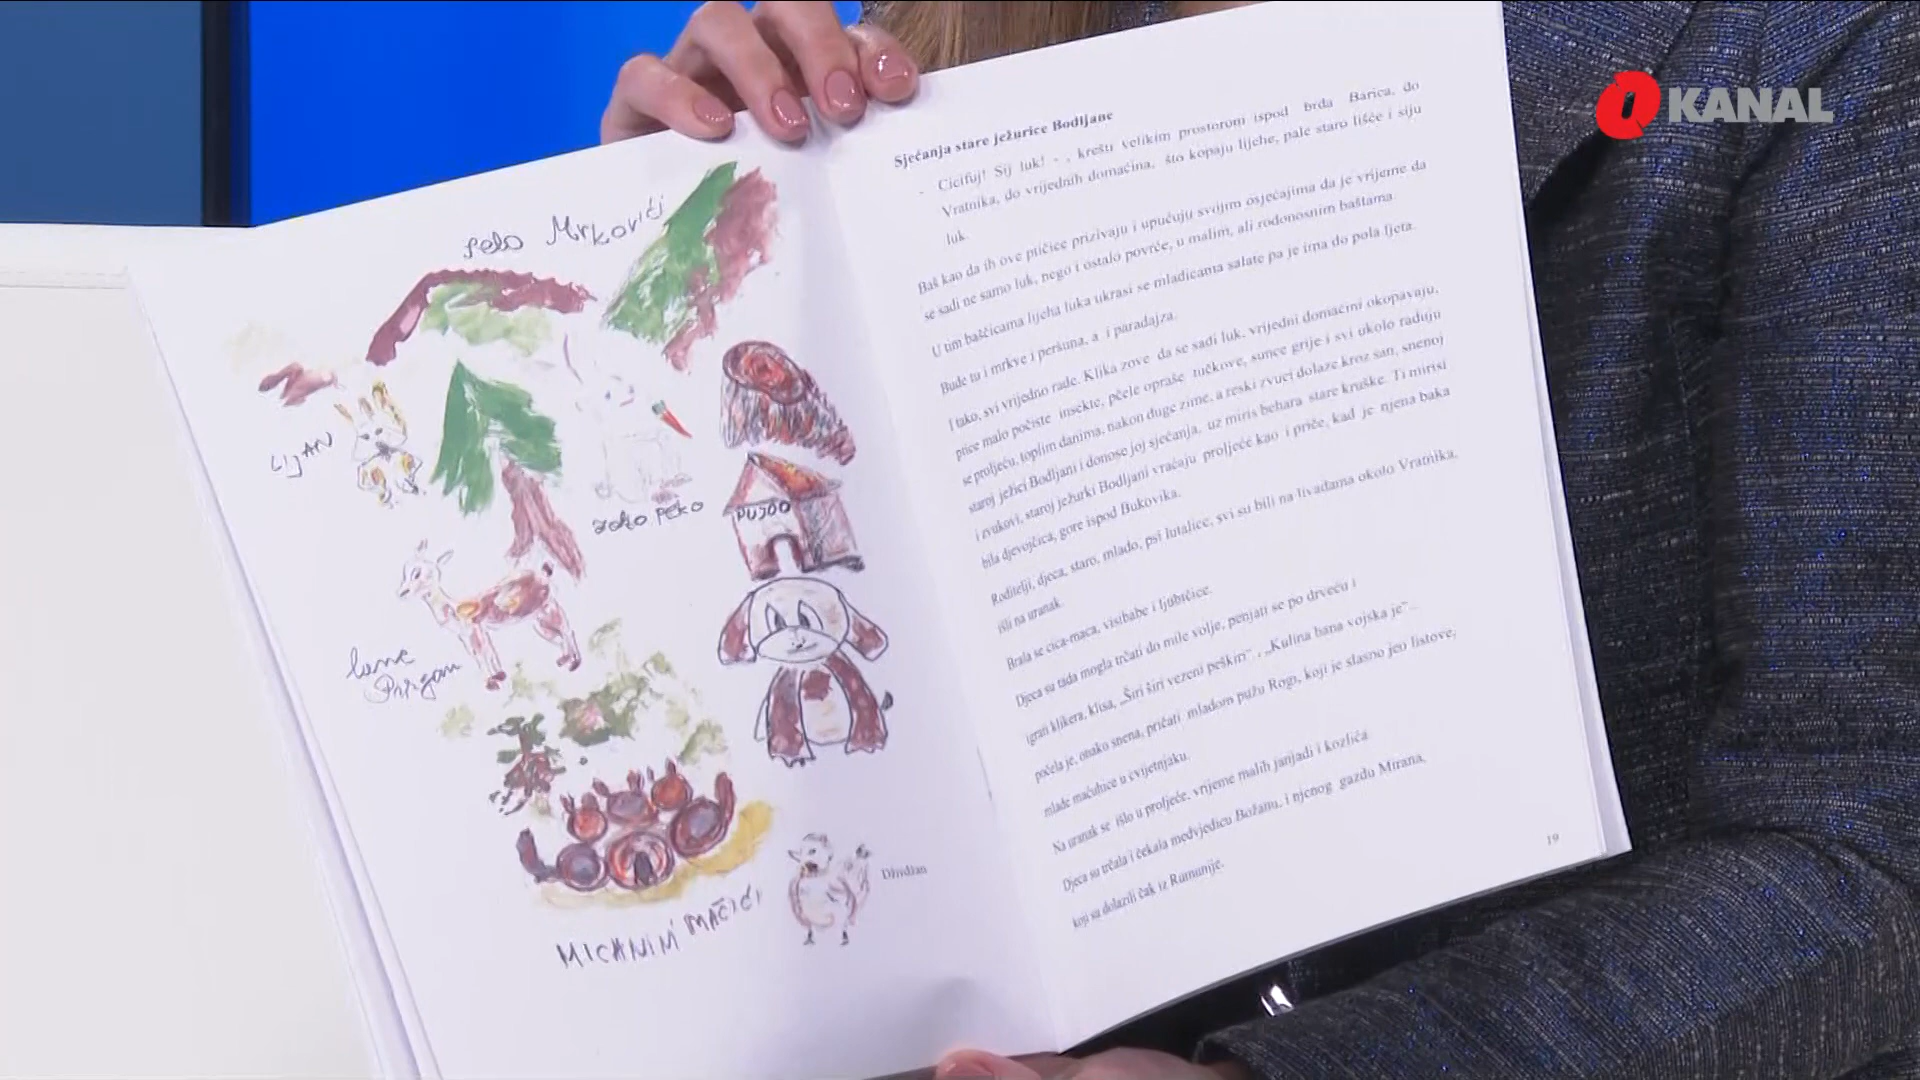 O KANAL
selo Mrkovići
LIJAN
zeko Peko
PUJDO
lane
Prigan
MICANINI MAČIĆI
Dživdžan
Sjećanja stare ježurice Bodljane
- Cicifuj! Sij luk! - , krešti velikim prostorom ispod brda Barica, do
Vratnika, do vrijednih domaćina, što kopaju lijehe, pale staro lišće i siju
luk.
Baš kao da ih ove ptičice prizivaju i upućuju svojim osjećajima da je vrijeme da
se sadi ne samo luk, nego i ostalo povrće, u malim, ali rodonosnim baštama.
U tim baščicama lijeha luka ukrasi se mladicama salate pa je ima do pola ljeta.
Bude tu i mrkve i peršuna, a i paradajza.
I tako, svi vrijedno rade. Klika zove da se sadi luk, vrijedni domaćini okopavaju,
ptice malo počiste insekte, pčele opraše tučkove, sunce grije i svi okolo raduju
se proljeću, toplim danima, nakon duge zime, a reski zvuci dolaze kroz san, snenoj
staroj ježici Bodljani i donose joj sjećanja, uz miris behara stare kruške. Ti mirisi
i zvukovi, staroj ježurki Bodljani vraćaju proljeće kao i priče, kad je njena baka
bila djevojčica, gore ispod Bukovika.
Roditelji, djeca, staro, mlado, psi lutalice, svi su bili na livadama okolo Vratnika,
išli na uranak.
Brala se cica-maca, visibabe i ljubičice.
Djeca su tada mogla trčati do mile volje, penjati se po drveću i
igrati klikera, klisa, „Širi širi vezeni peškiri“ , „Kulina bana vojska je“...
počela je, onako snena, pričati mladom pužu Rogi, koji je slasno jeo listove,
mlade maćuhice u cvijetnjaku.
Na uranak se išlo u proljeće, vrijeme malih janjadi i kozlića.
Djeca su trčala i čekala medvjedicu Božanu, i njenog gazdu Mirana,
koji su dolazili čak iz Rumunije.
19